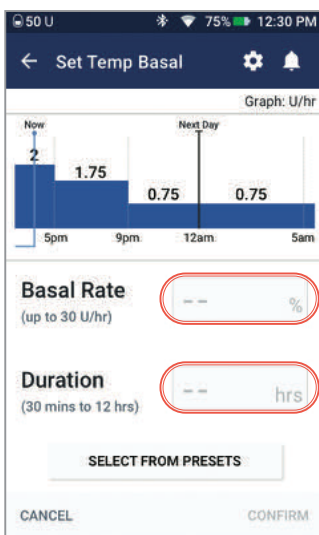 50 U 75% 12:30 PM
Set Temp Basal
Graph: U/hr
Now Next Day
2 1.75 0.75 0.75
5pm 9pm 12am 5am
Basal Rate -- %
(up to 30 U/hr)
Duration -- hrs
(30 mins to 12 hrs)
SELECT FROM PRESETS
CANCEL CONFIRM